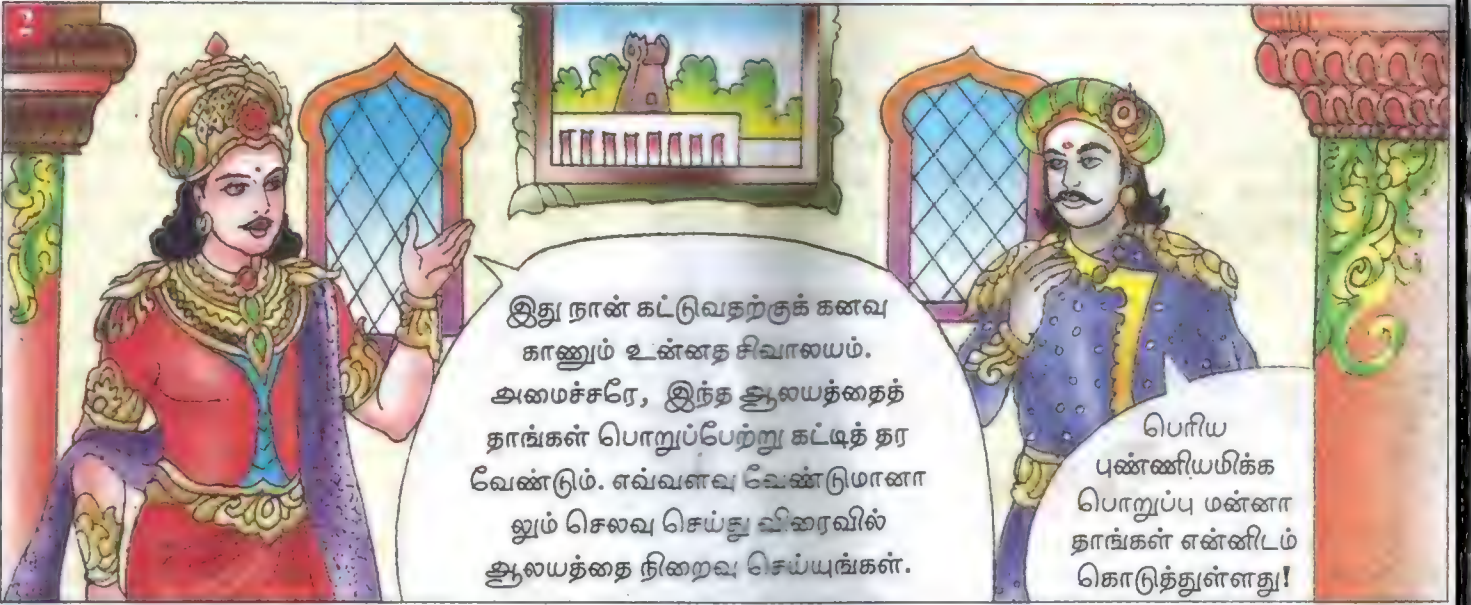 2
இது நான் கட்டுவதற்குக் கனவு
காணும் உன்னத சிவாலயம்.
அமைச்சரே, இந்த ஆலயத்தைத்
தாங்கள் பொறுப்பேற்று கட்டித் தர
வேண்டும். எவ்வளவு வேண்டுமானா
லும் செலவு செய்து விரைவில்
ஆலயத்தை நிறைவு செய்யுங்கள்.
பெரிய
புண்ணியமிக்க
பொறுப்பு மன்னா
தாங்கள் என்னிடம்
கொடுத்துள்ளது!